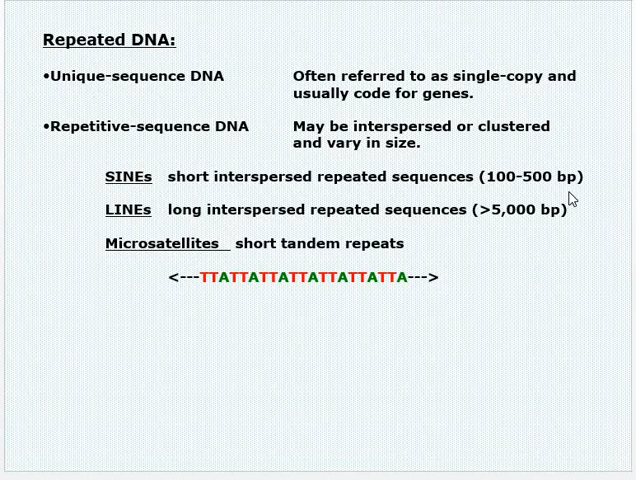 Repeated DNA:
•Unique-sequence DNA Often referred to as single-copy and
usually code for genes.
•Repetitive-sequence DNA May be interspersed or clustered
and vary in size.
SINEs short interspersed repeated sequences (100-500 bp)
LINEs long interspersed repeated sequences (>5,000 bp)
Microsatellites short tandem repeats
<---TTATTATTATTATTATTATTA--->